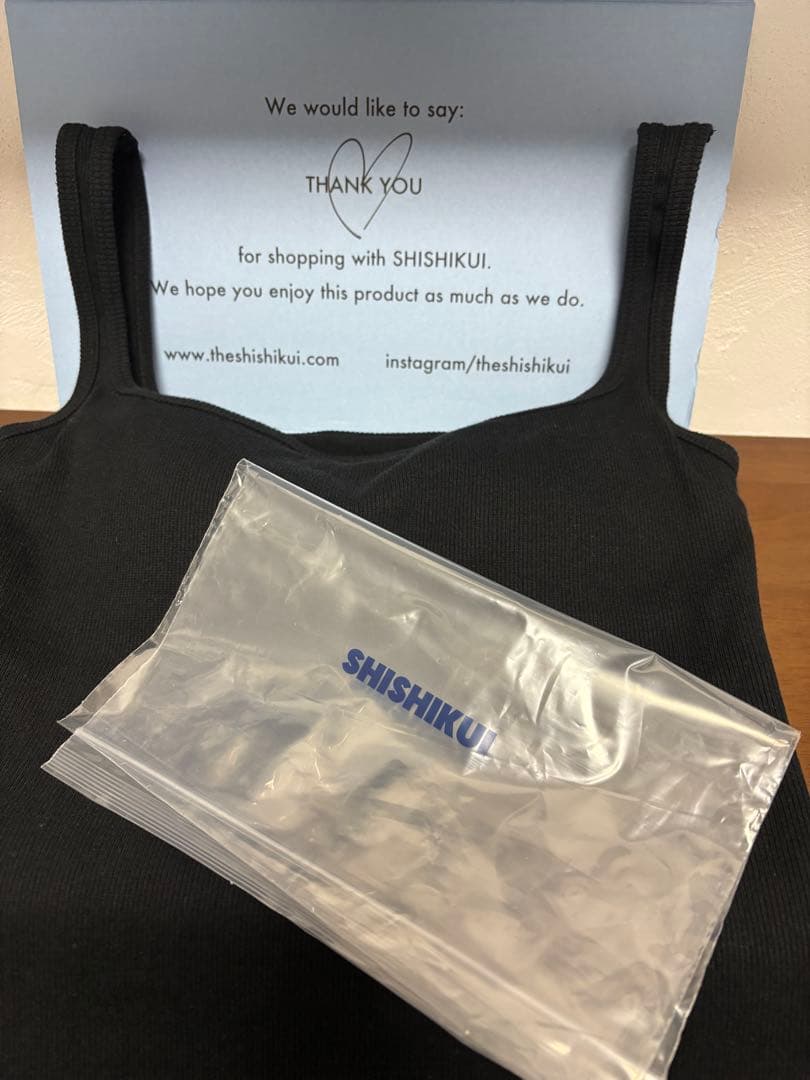 We would like to say:
THANK YOU
for shopping with SHISHIKUI.
We hope you enjoy this product as much as we do.
www.theshishikui.com
instagram/theshishikui
SHISHIKUI